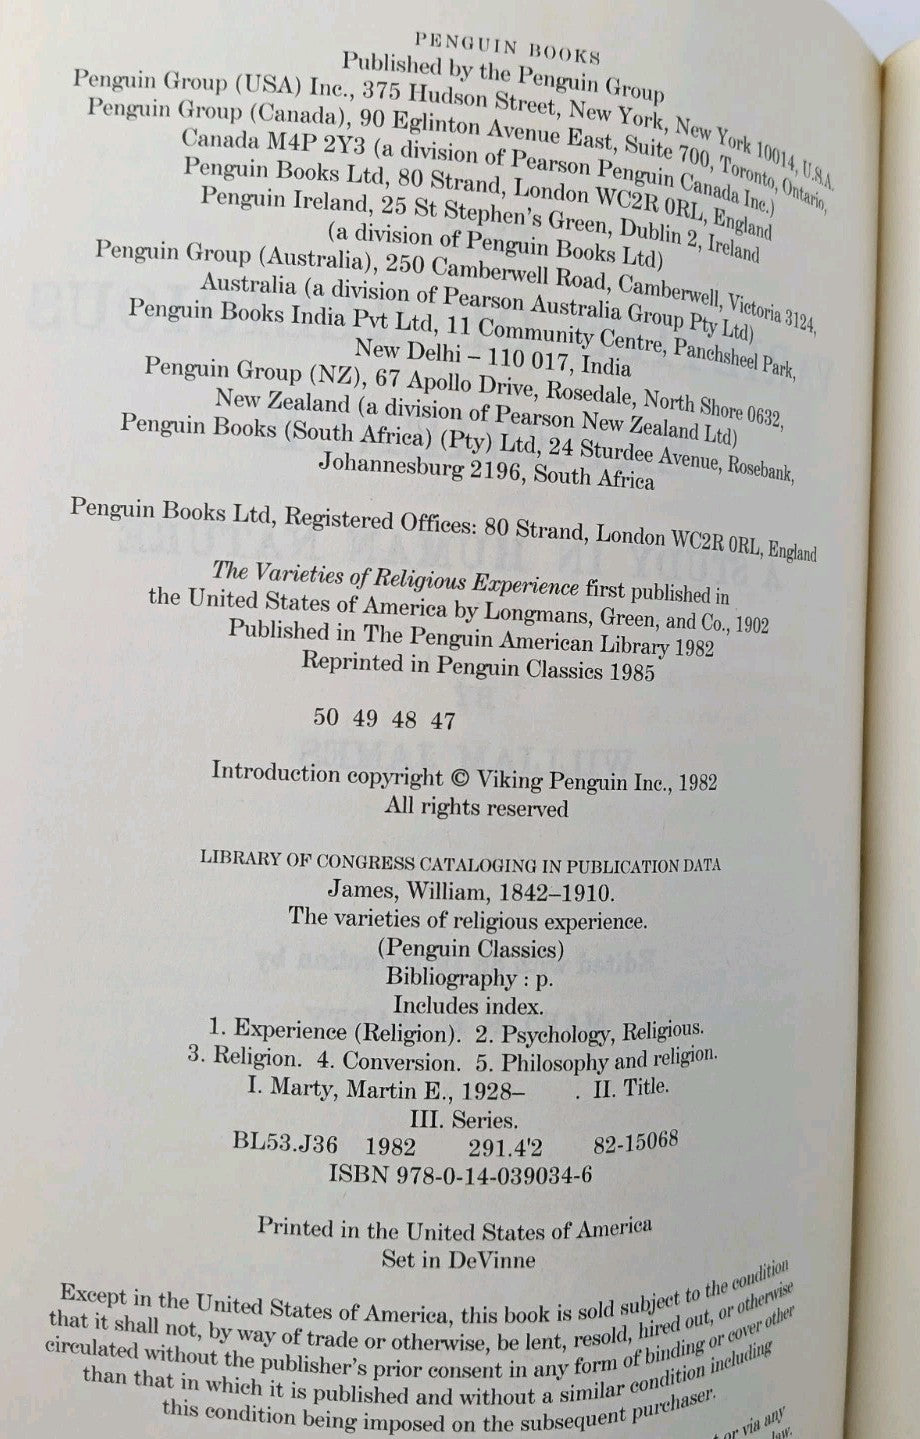 PENGUIN BOOKS
Published by the Penguin Group
Penguin Group (USA) Inc., 375 Hudson Street, New York, New York 10014, U.S.A.
Penguin Group (Canada), 90 Eglinton Avenue East, Suite 700, Toronto, Ontario,
Canada M4P 2Y3 (a division of Pearson Penguin Canada Inc.)
Penguin Books Ltd, 80 Strand, London WC2R 0RL, England
Penguin Ireland, 25 St Stephen's Green, Dublin 2, Ireland
(a division of Penguin Books Ltd)
Penguin Group (Australia), 250 Camberwell Road, Camberwell, Victoria 3124,
Australia (a division of Pearson Australia Group Pty Ltd)
Penguin Books India Pvt Ltd, 11 Community Centre, Panchsheel Park,
New Delhi – 110 017, India
Penguin Group (NZ), 67 Apollo Drive, Rosedale, North Shore 0632,
New Zealand (a division of Pearson New Zealand Ltd)
Penguin Books (South Africa) (Pty) Ltd, 24 Sturdee Avenue, Rosebank,
Johannesburg 2196, South Africa
Penguin Books Ltd, Registered Offices: 80 Strand, London WC2R 0RL, England
The Varieties of Religious Experience first published in
the United States of America by Longmans, Green, and Co., 1902
Published in The Penguin American Library 1982
Reprinted in Penguin Classics 1985
50 49 48 47
Introduction copyright © Viking Penguin Inc., 1982
All rights reserved
LIBRARY OF CONGRESS CATALOGING IN PUBLICATION DATA
James, William, 1842–1910.
The varieties of religious experience.
(Penguin Classics)
Bibliography : p.
Includes index.
1. Experience (Religion). 2. Psychology, Religious.
3. Religion. 4. Conversion. 5. Philosophy and religion.
I. Marty, Martin E., 1928– . II. Title.
III. Series.
BL53.J36 1982 291.4'2 82-15068
ISBN 978-0-14-039034-6
Printed in the United States of America
Set in DeVinne
Except in the United States of America, this book is sold subject to the condition
that it shall not, by way of trade or otherwise, be lent, resold, hired out, or otherwise
circulated without the publisher's prior consent in any form of binding or cover other
than that in which it is published and without a similar condition including
this condition being imposed on the subsequent purchaser.
or via any
law.